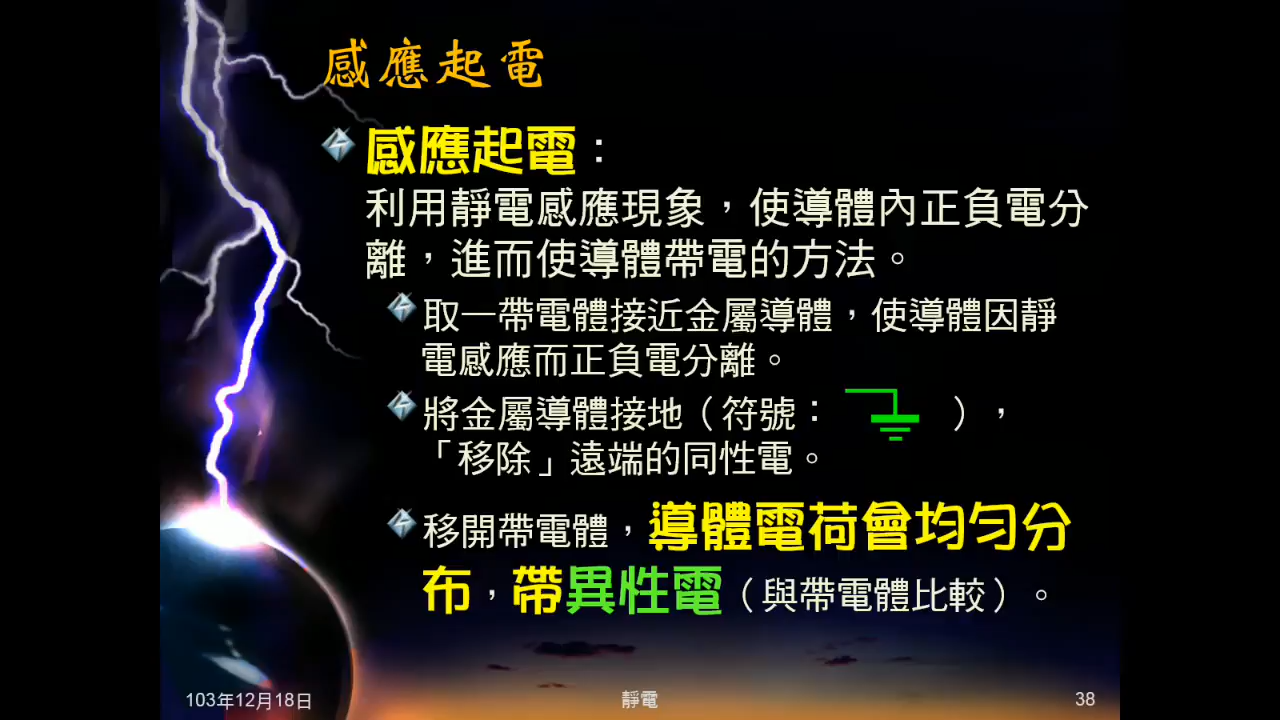 感應起電
感應起電：
利用靜電感應現象，使導體內正負電分
離，進而使導體帶電的方法。
取一帶電體接近金屬導體，使導體因靜
電感應而正負電分離。
將金屬導體接地（符號：　　　），
「移除」遠端的同性電。
移開帶電體，導體電荷會均勻分
布，帶異性電（與帶電體比較）。
103年12月18日
靜電
38